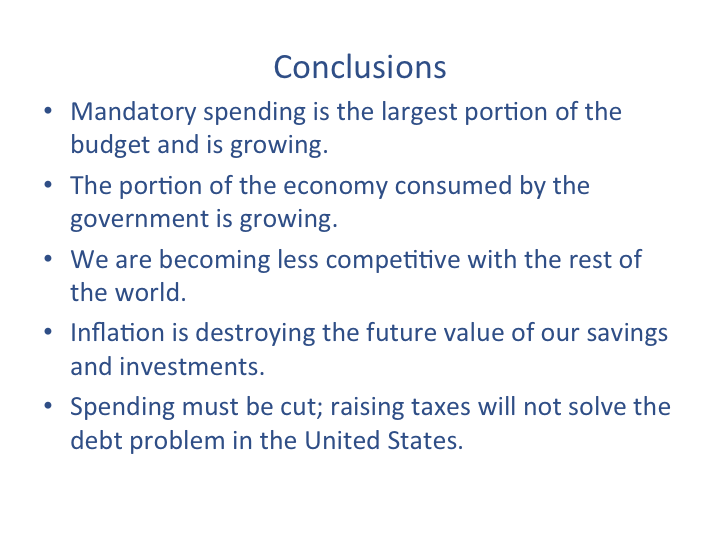 Conclusions
• Mandatory spending is the largest portion of the
budget and is growing.
• The portion of the economy consumed by the
government is growing.
• We are becoming less competitive with the rest of
the world.
• Inflation is destroying the future value of our savings
and investments.
• Spending must be cut; raising taxes will not solve the
debt problem in the United States.